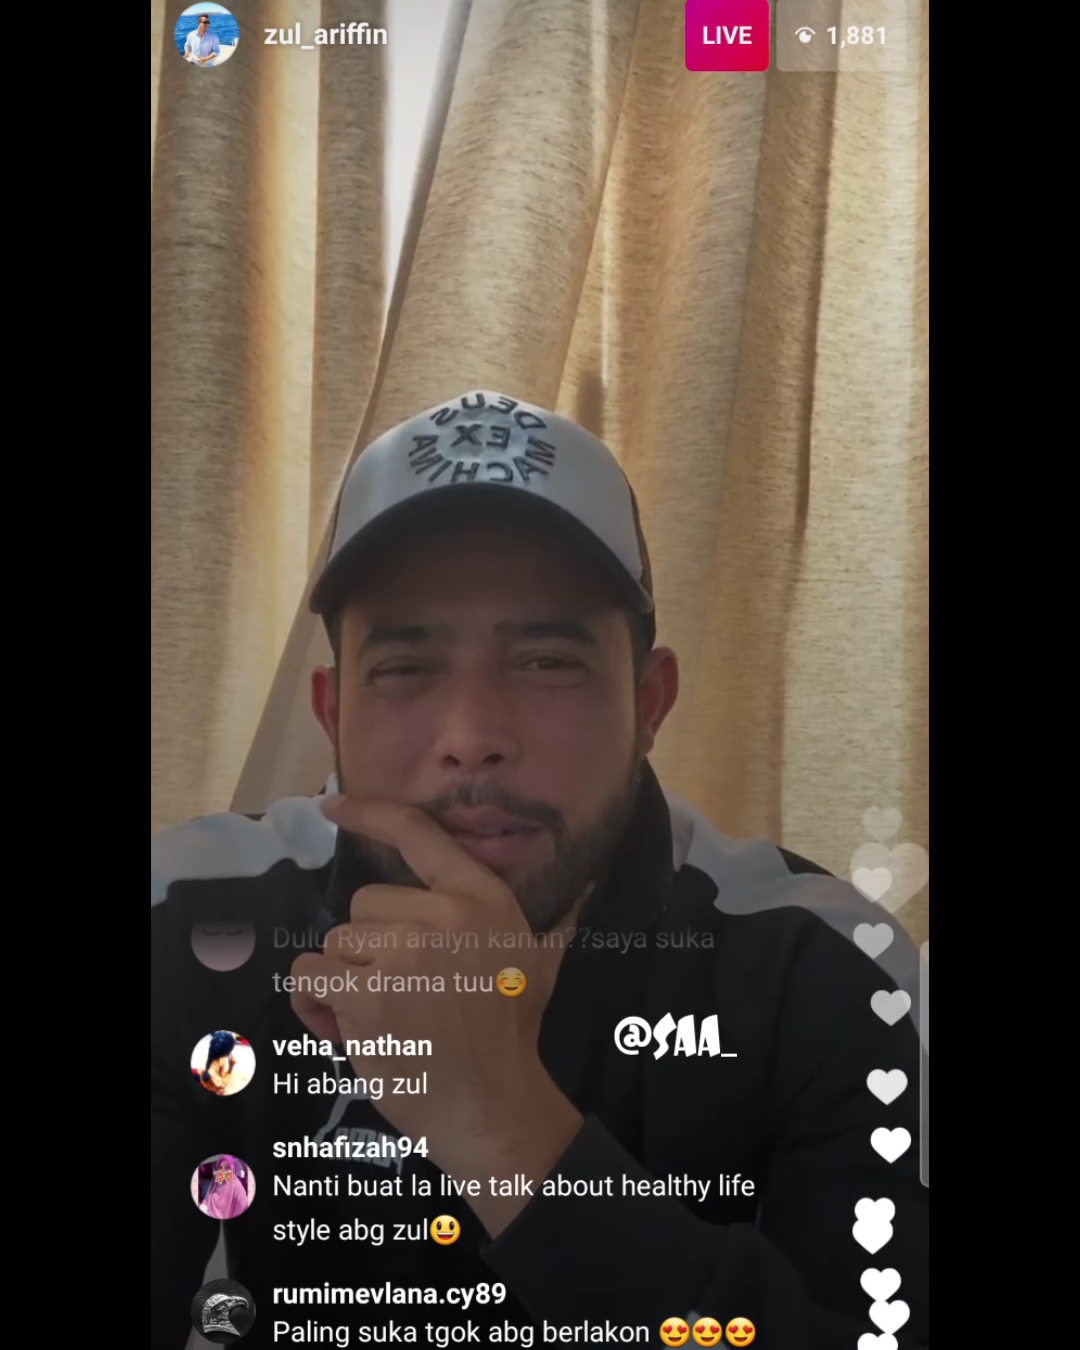 zul_ariffin
LIVE
1,881
DEUS
EX
MACHINA
Dulu Ryan aralyn kannn??saya suka
tengok drama tuu😊
@SAA_
veha_nathan
Hi abang zul
snhafizah94
Nanti buat la live talk about healthy life
style abg zul😃
rumimevlana.cy89
Paling suka tgok abg berlakon 😍😍😍